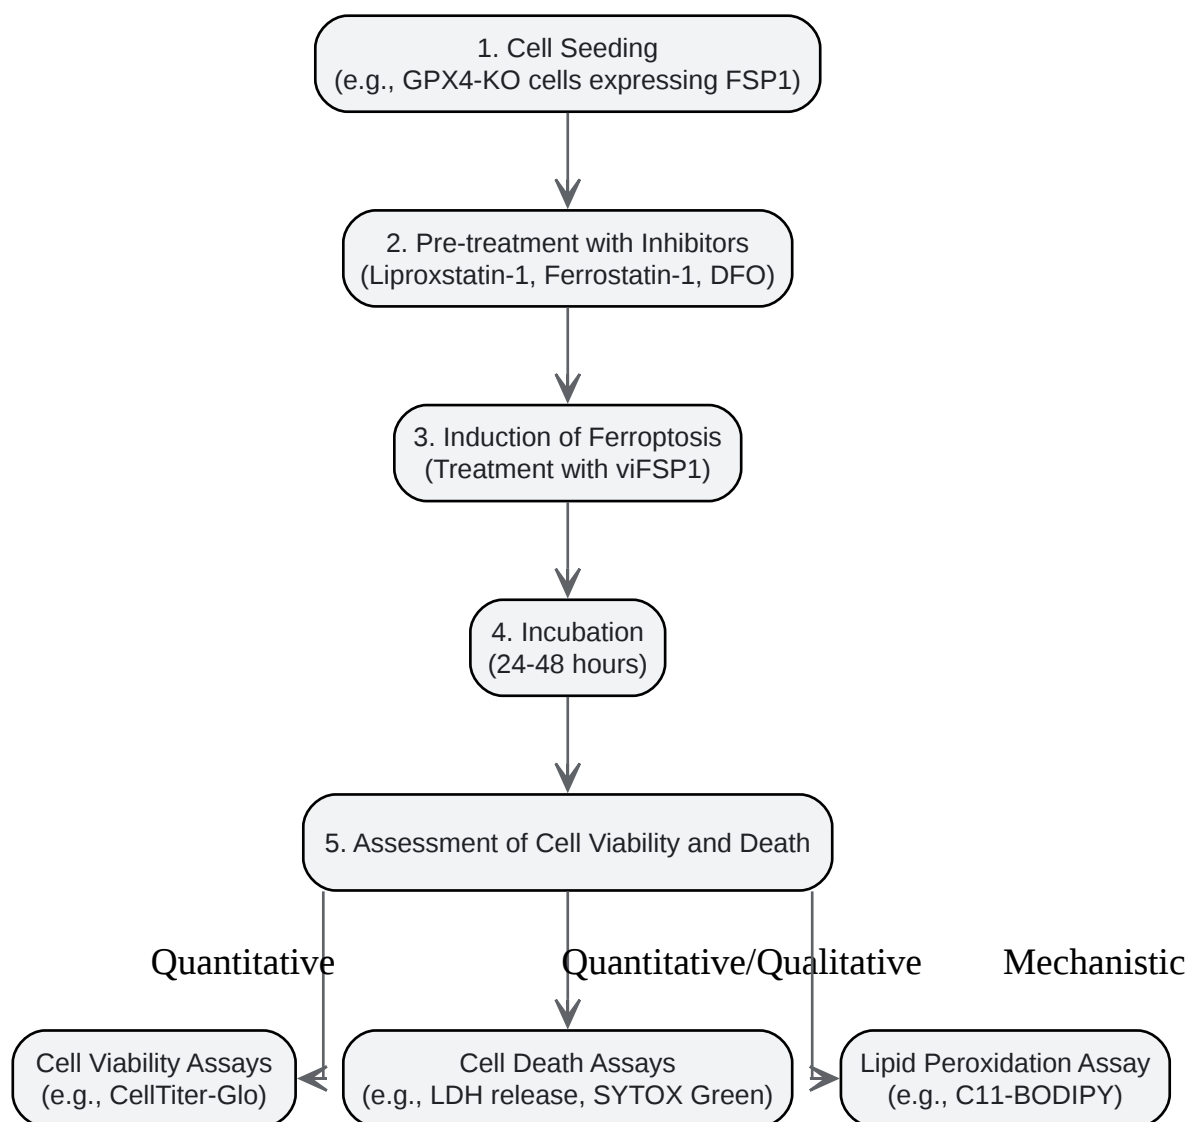 1. Cell Seeding
(e.g., GPX4-KO cells expressing FSP1)
2. Pre-treatment with Inhibitors
(Liproxstatin-1, Ferrostatin-1, DFO)
3. Induction of Ferroptosis
(Treatment with viFSP1)
4. Incubation
(24-48 hours)
5. Assessment of Cell Viability and Death
Quantitative
Quantitative/Qualitative
Mechanistic
Cell Viability Assays
(e.g., CellTiter-Glo)
Cell Death Assays
(e.g., LDH release, SYTOX Green)
Lipid Peroxidation Assay
(e.g., C11-BODIPY)